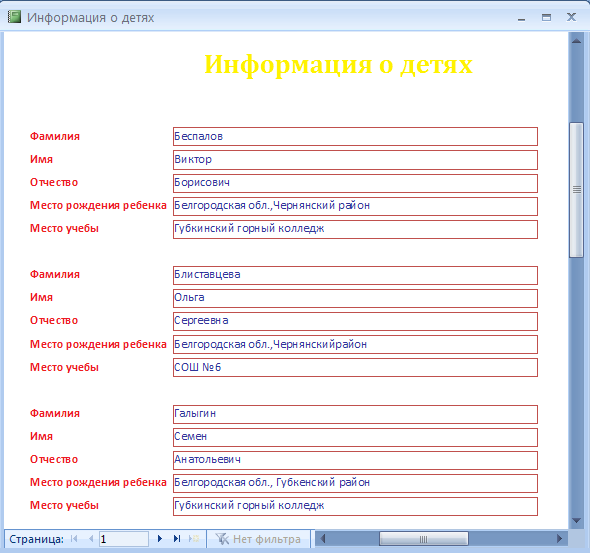 Информация о детях
Информация о детях
Фамилия Беспалов
Имя Виктор
Отчество Борисович
Место рождения ребенка Белгородская обл.,Чернянский район
Место учебы Губкинский горный колледж
Фамилия Блиставцева
Имя Ольга
Отчество Сергеевна
Место рождения ребенка Белгородская обл.,Чернянскийрайон
Место учебы СОШ №6
Фамилия Галыгин
Имя Семен
Отчество Анатольевич
Место рождения ребенка Белгородская обл., Губкенский район
Место учебы Губкинский горный колледж
Страница: 1 Нет фильтра